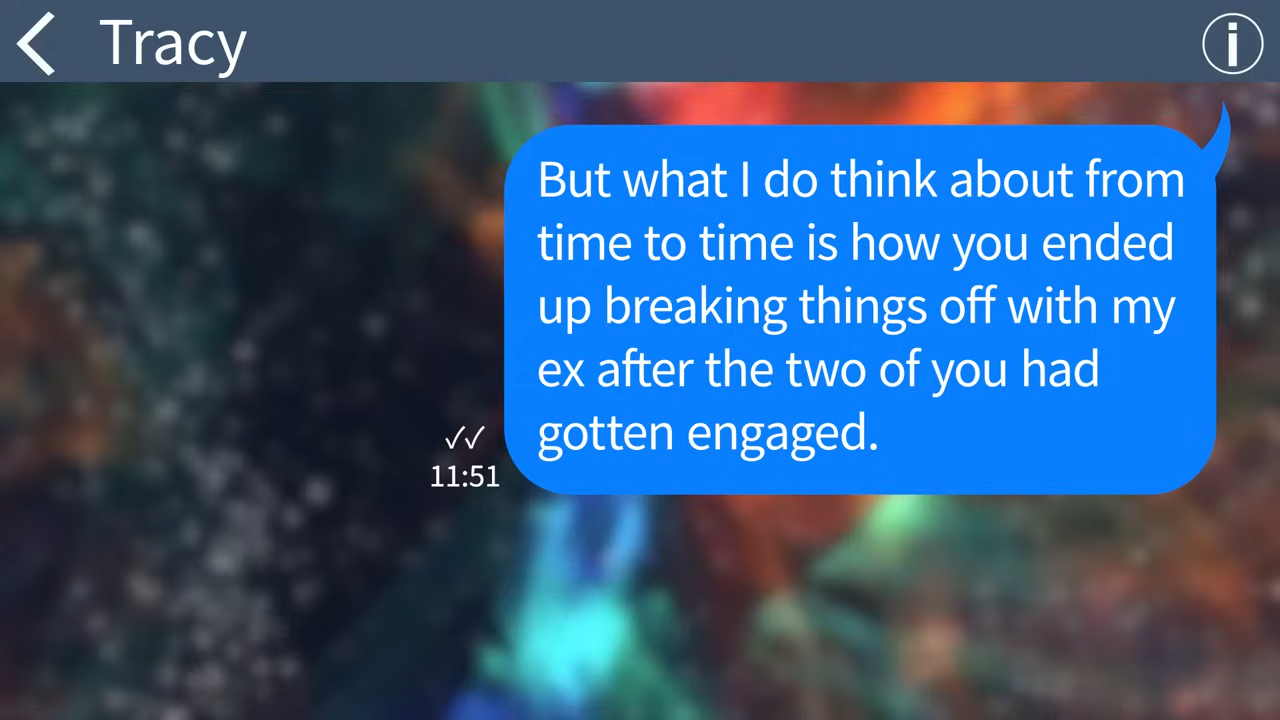 Tracy
But what I do think about from
time to time is how you ended
up breaking things off with my
ex after the two of you had
gotten engaged.
✓✓
11:51